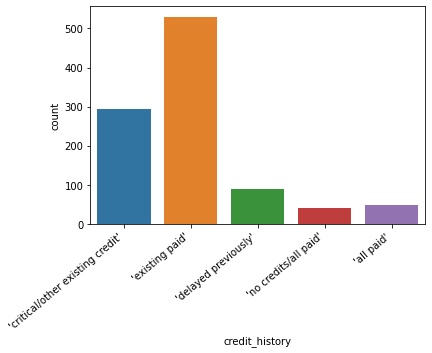 500
400
300
200
100
0
count
'critical/other existing credit'
'existing paid'
'delayed previously'
'no credits/all paid'
'all paid'
credit_history